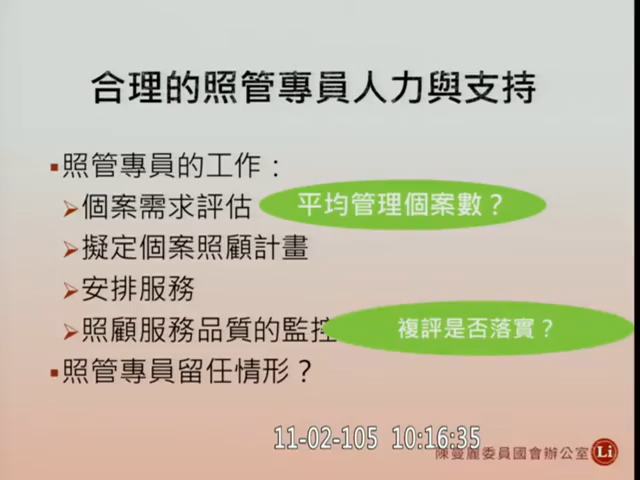 合理的照管專員人力與支持
照管專員的工作：
個案需求評估
平均管理個案數？
擬定個案照顧計畫
安排服務
照顧服務品質的監控
複評是否落實？
照管專員留任情形？
11-02-105 10:16:35
陳曼麗委員國會辦公室 Li